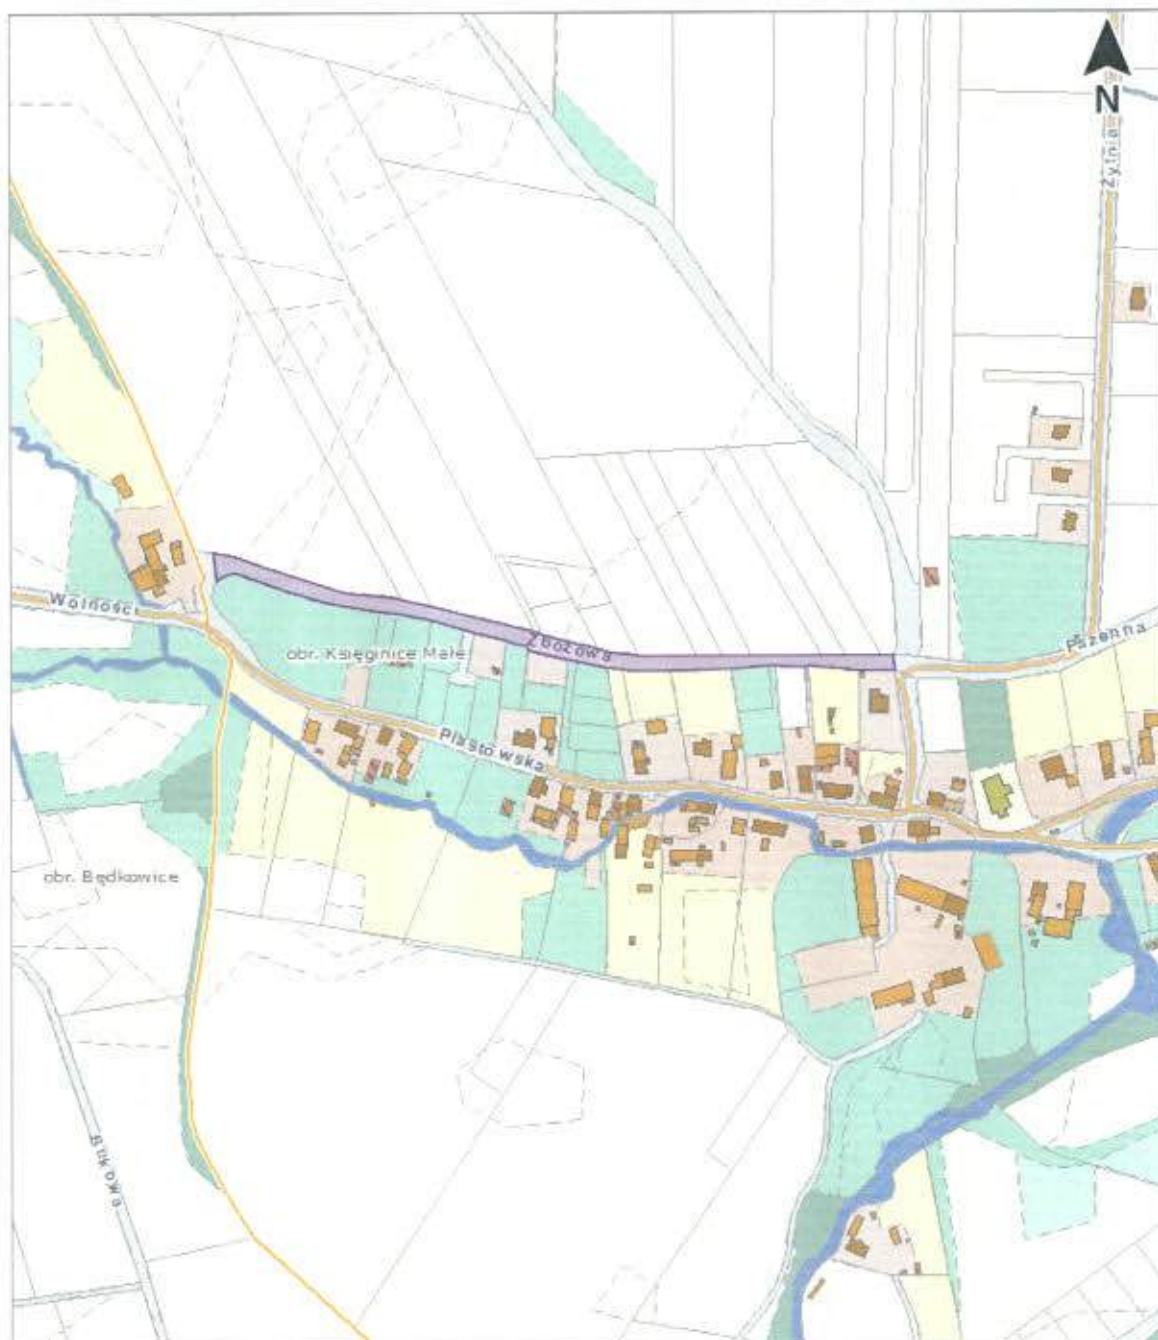 N
Żytnia
Wolności
Zbożowa
Pszenna
obr. Księginice Małe
Piastowska
obr. Będkowice
Bukowa